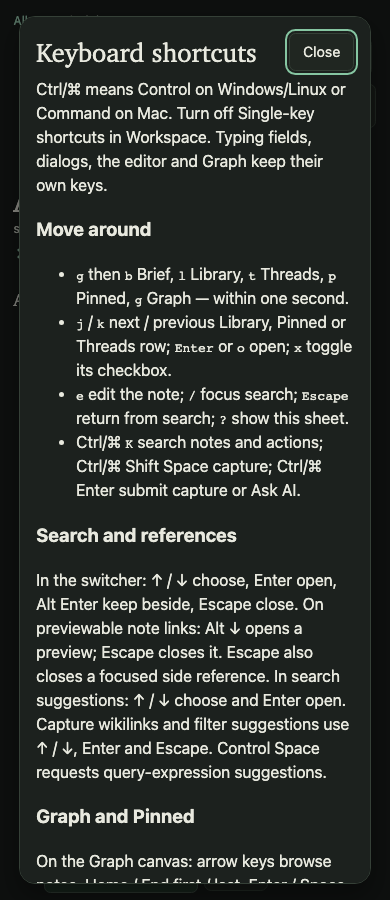 Keyboard shortcuts
Close
Ctrl/⌘ means Control on Windows/Linux or
Command on Mac. Turn off Single-key
shortcuts in Workspace. Typing fields,
dialogs, the editor and Graph keep their
own keys.
Move around
• g then b Brief, l Library, t Threads, p
Pinned, g Graph — within one second.
• j / k next / previous Library, Pinned or
Threads row; Enter or o open; x toggle
its checkbox.
• e edit the note; / focus search; Escape
return from search; ? show this sheet.
• Ctrl/⌘ K search notes and actions;
Ctrl/⌘ Shift Space capture; Ctrl/⌘
Enter submit capture or Ask AI.
Search and references
In the switcher: ↑ / ↓ choose, Enter open,
Alt Enter keep beside, Escape close. On
previewable note links: Alt ↓ opens a
preview; Escape closes it. Escape also
closes a focused side reference. In search
suggestions: ↑ / ↓ choose and Enter open.
Capture wikilinks and filter suggestions use
↑ / ↓, Enter and Escape. Control Space
requests query-expression suggestions.
Graph and Pinned
On the Graph canvas: arrow keys browse
notes, Home / End first / last, Enter / Space